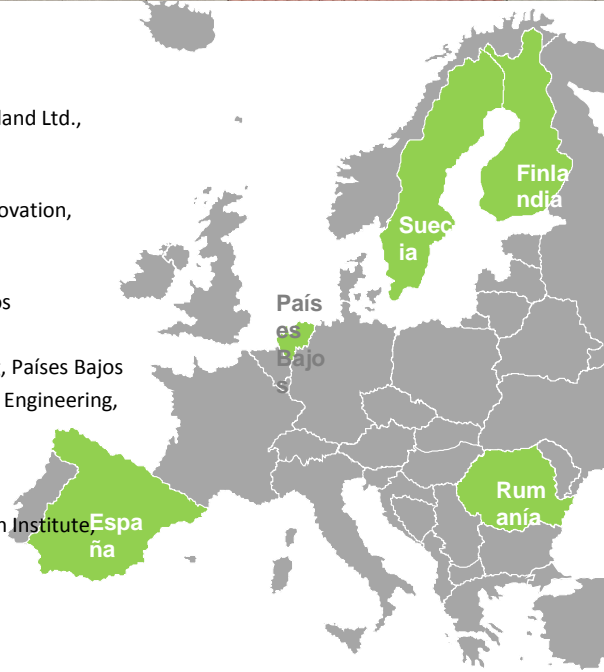 land Ltd.,
ovation,
os
, Países Bajos
Engineering,
n Institute,
Finla
ndia
Suec
ia
País
es
Bajo
s
Rum
anía
Espa
ña